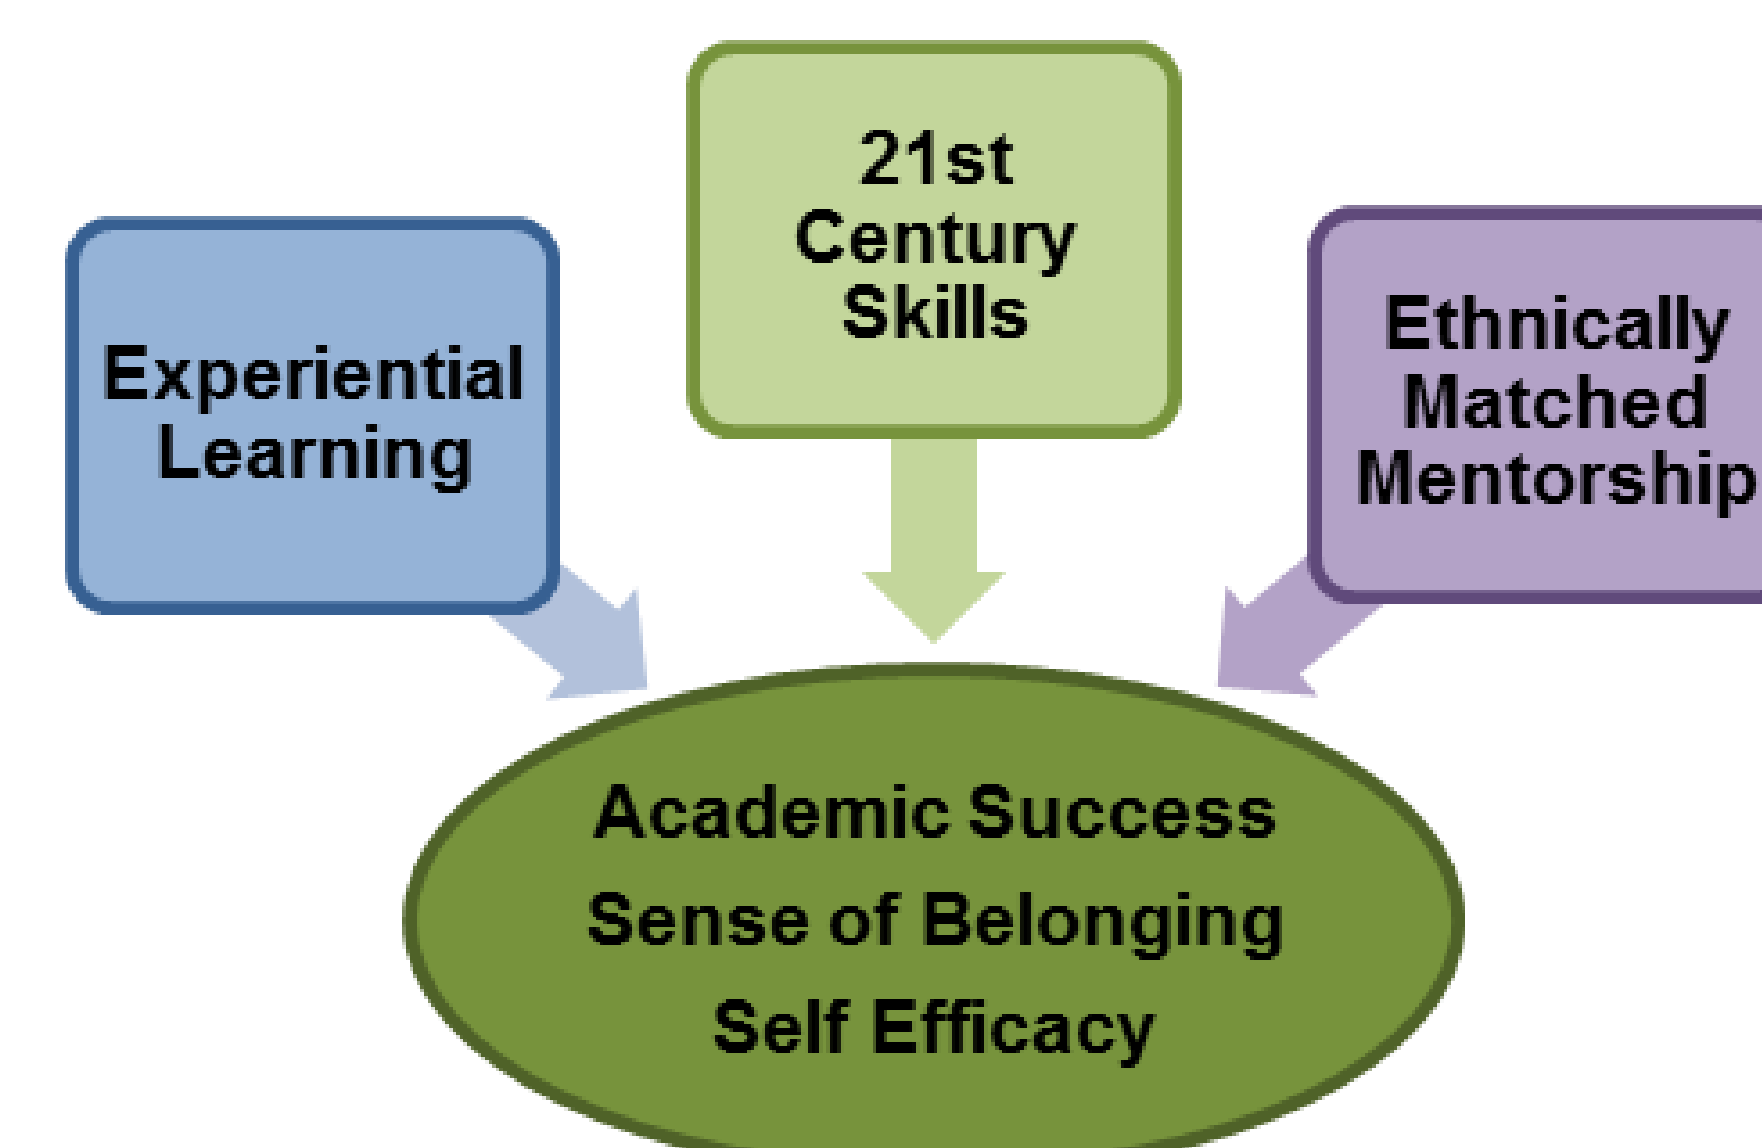 21st
Century
Skills
Experiential
Learning
Ethnically
Matched
Mentorship
Academic Success
Sense of Belonging
Self Efficacy